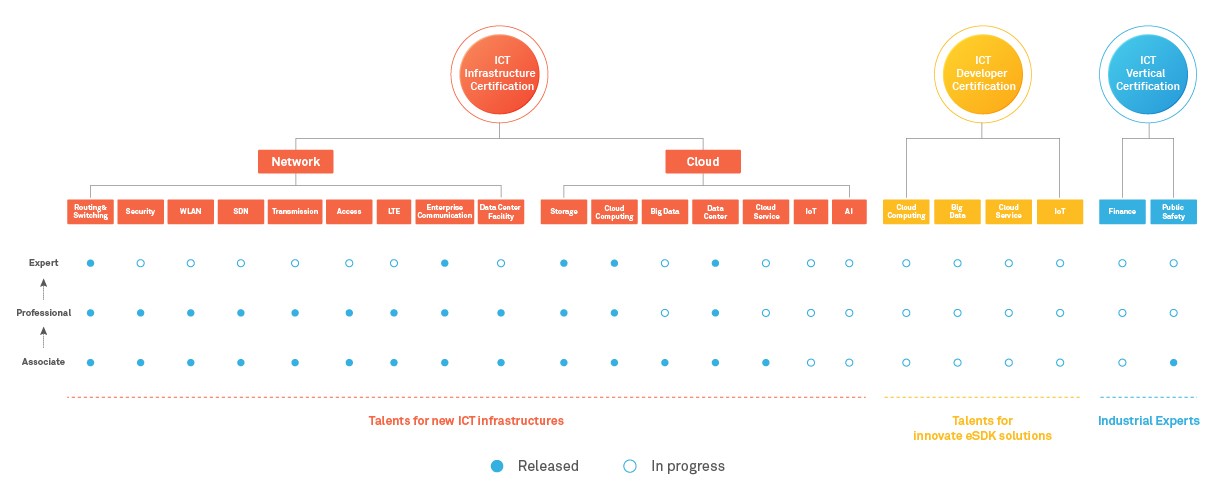 ICT
Infrastructure
Certification
ICT
Developer
Certification
ICT
Vertical
Certification
Network
Cloud
Routing&
Switching
Security
WLAN
SDN
Transmission
Access
LTE
Enterprise
Communication
Data Center
Facility
Storage
Cloud
Computing
Big Data
Data
Center
Cloud
Service
IoT
AI
Cloud
Computing
Big
Data
Cloud
Service
IoT
Finance
Public
Safety
Expert
Professional
Associate
Talents for new ICT infrastructures
Talents for
innovate eSDK solutions
Industrial Experts
Released
In progress